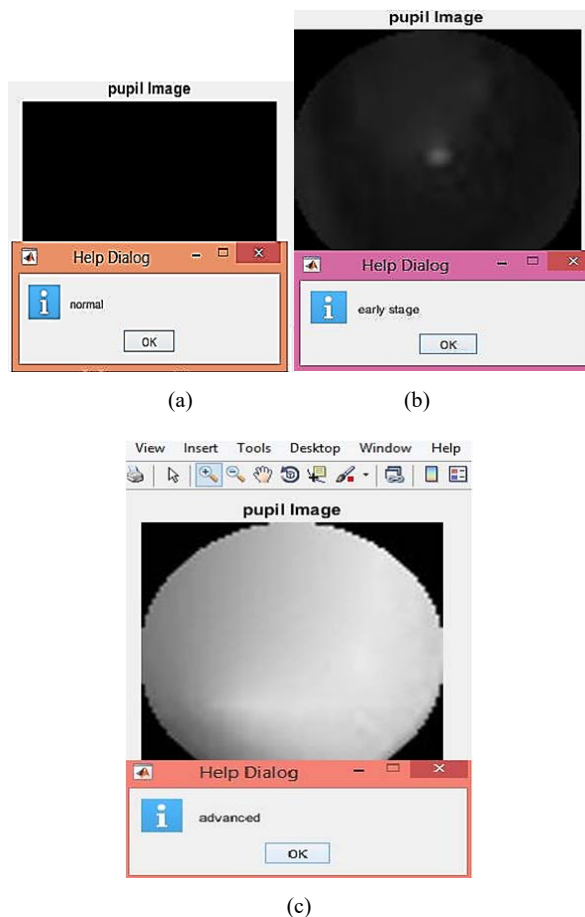 pupil Image
Help Dialog
normal
OK
(a)
pupil Image
Help Dialog
early stage
OK
(b)
View Insert Tools Desktop Window Help
pupil Image
Help Dialog
advanced
OK
(c)